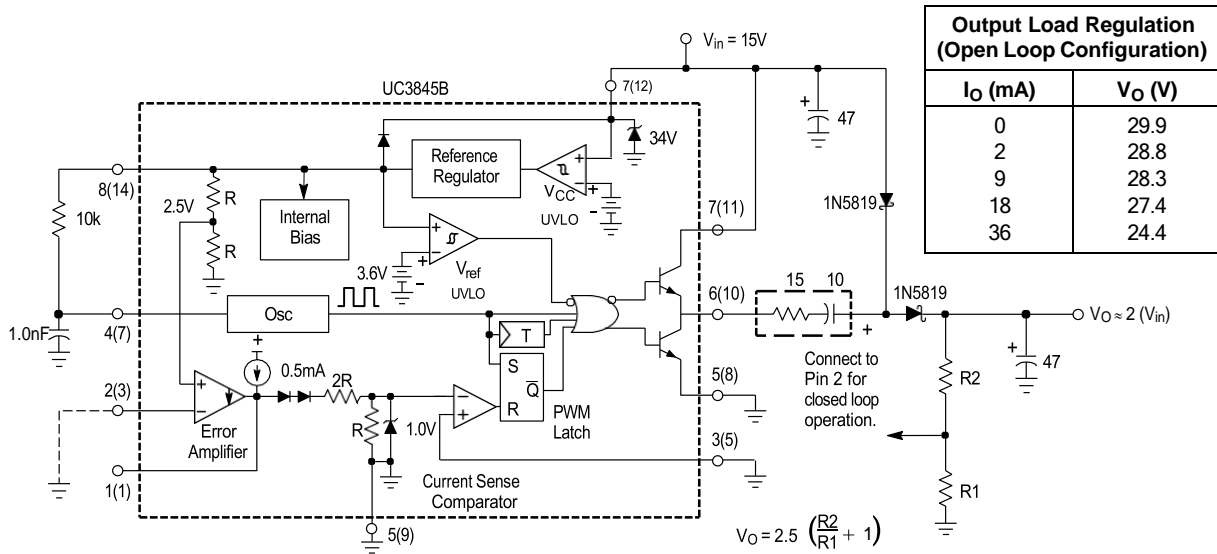 Vin = 15V
Output Load Regulation
(Open Loop Configuration)
IO (mA) VO (V)
0 29.9
2 28.8
9 28.3
18 27.4
36 24.4
UC3845B
7(12)
34V
+
47
8(14)
Reference
Regulator
+
-
VCC
UVLO
+
-
R
2.5V
R
10k
Internal
Bias
7(11)
1N5819
+
-
3.6V
+
-
Vref
UVLO
15 10
6(10)
+
1N5819
VO ≈ 2 (Vin)
Osc
4(7)
1.0nF
T
+
47
+
0.5mA
S
Q
R
2R
Connect to
Pin 2 for
closed loop
operation.
R2
2(3)
+
-
Error
Amplifier
R
1.0V
-
+
PWM
Latch
5(8)
3(5)
1(1)
Current Sense
Comparator
R1
5(9)
VO = 2.5 (R2/R1 + 1)